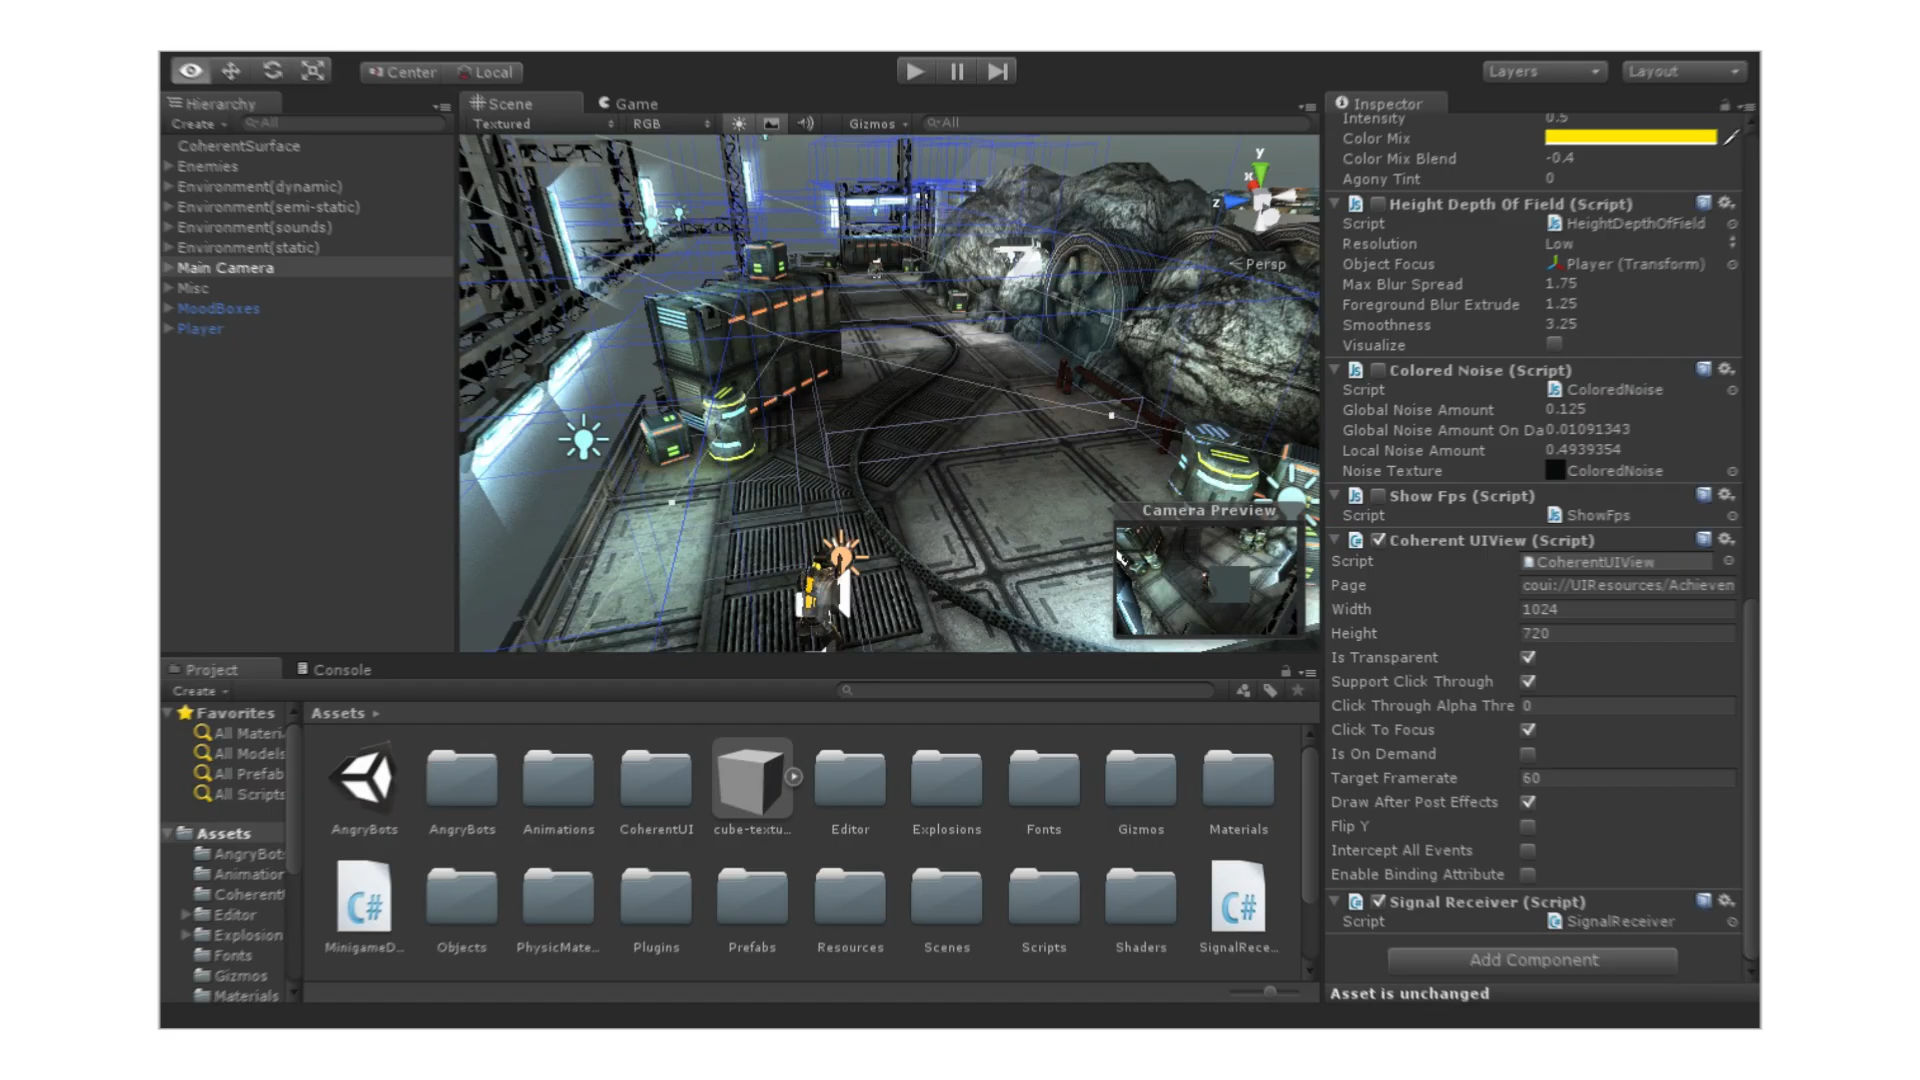 Center Local
Layers Layout
Hierarchy
Create All
CoherentSurface
Enemies
Environment(dynamic)
Environment(semi-static)
Environment(sounds)
Environment(static)
Main Camera
Misc
MoodBoxes
Player
Scene Game
Textured RGB Gizmos All
y
x
z
Persp
Camera Preview
Inspector
Intensity 0.5
Color Mix
Color Mix Blend -0.4
Agony Tint 0
Height Depth Of Field (Script)
Script HeightDepthOfField
Resolution Low
Object Focus Player (Transform)
Max Blur Spread 1.75
Foreground Blur Extrude 1.25
Smoothness 3.25
Visualize
Colored Noise (Script)
Script ColoredNoise
Global Noise Amount 0.125
Global Noise Amount On Da 0.01091343
Local Noise Amount 0.4939354
Noise Texture ColoredNoise
Show Fps (Script)
Script ShowFps
Coherent UIView (Script)
Script CoherentUIView
Page coui://UIResources/Achievem
Width 1024
Height 720
Is Transparent
Support Click Through
Click Through Alpha Thre 0
Click To Focus
Is On Demand
Target Framerate 60
Draw After Post Effects
Flip Y
Intercept All Events
Enable Binding Attribute
Signal Receiver (Script)
Script SignalReceiver
Add Component
Asset is unchanged
Project Console
Create
Favorites
All Materi
All Models
All Prefab
All Scripts
Assets
AngryBot
Animation
Coherent
Editor
Explosion
Fonts
Gizmos
Materials
Assets
AngryBots AngryBots Animations CoherentUI cube-textu... Editor Explosions Fonts Gizmos Materials
C# C#
MinigameD... Objects PhysicMate... Plugins Prefabs Resources Scenes Scripts Shaders SignalRece...